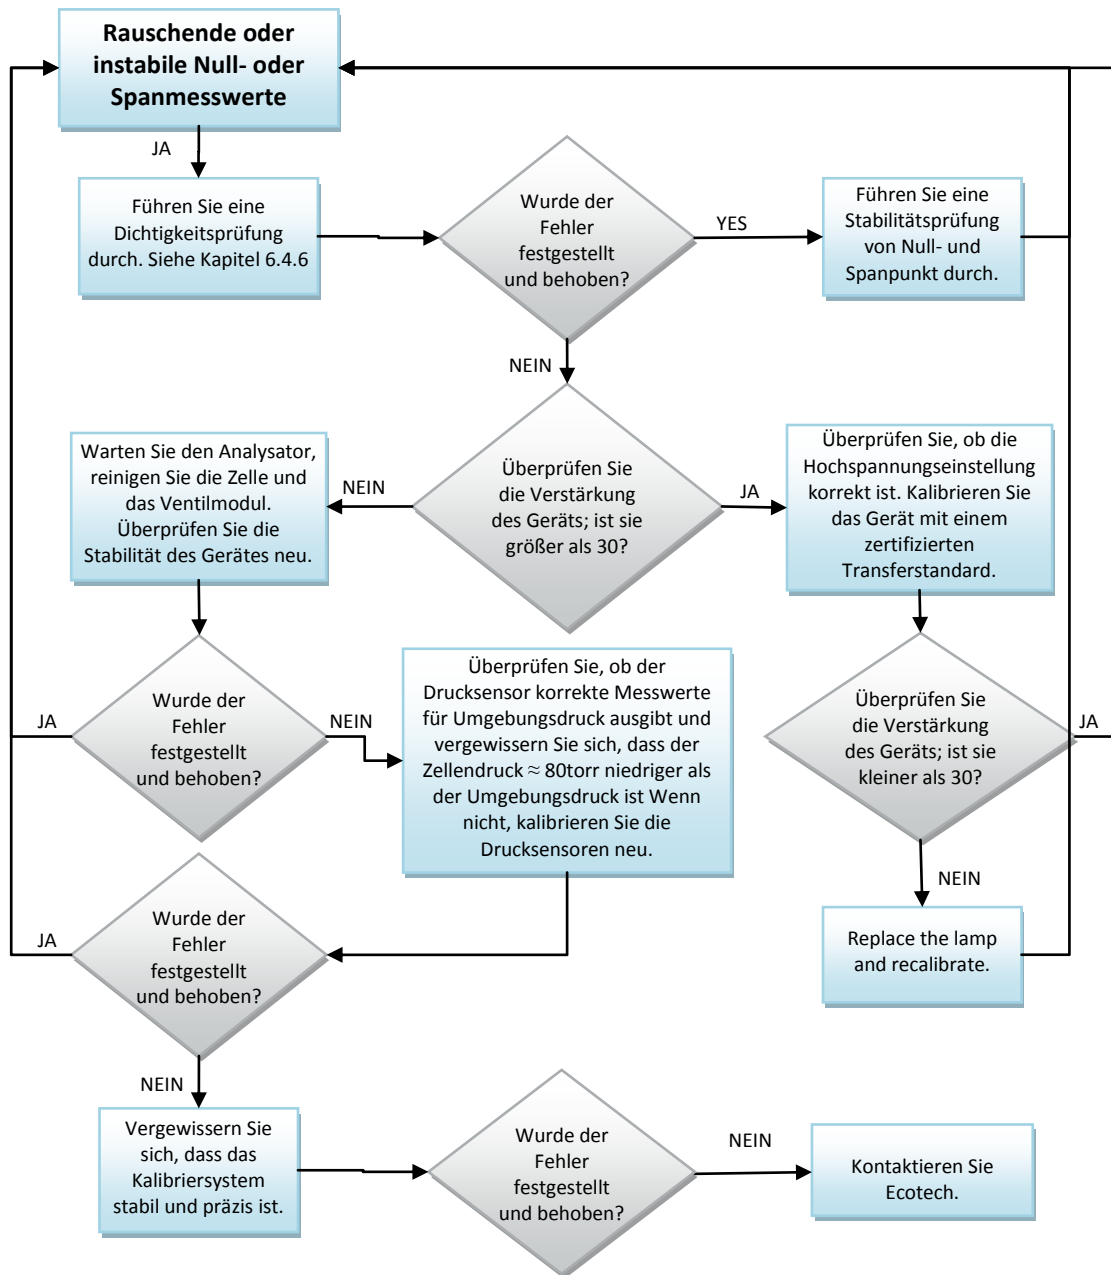 Rauschende oder
instabile Null- oder
Spanmesswerte
JA
Führen Sie eine
Dichtigkeitsprüfung
durch. Siehe Kapitel 6.4.6
Wurde der
Fehler
festgestellt
und behoben?
YES
Führen Sie eine
Stabilitätsprüfung
von Null- und
Spanpunkt durch.
NEIN
Überprüfen Sie
die Verstärkung
des Geräts; ist sie
größer als 30?
NEIN
Warten Sie den Analysator,
reinigen Sie die Zelle und
das Ventilmodul.
Überprüfen Sie die
Stabilität des Gerätes neu.
JA
Überprüfen Sie, ob die
Hochspannungseinstellung
korrekt ist. Kalibrieren Sie
das Gerät mit einem
zertifizierten
Transferstandard.
Wurde der
Fehler
festgestellt
und behoben?
JA
NEIN
Überprüfen Sie, ob der
Drucksensor korrekte Messwerte
für Umgebungsdruck ausgibt und
vergewissern Sie sich, dass der
Zellendruck ≈ 80torr niedriger als
der Umgebungsdruck ist Wenn
nicht, kalibrieren Sie die
Drucksensoren neu.
Überprüfen Sie
die Verstärkung
des Geräts; ist sie
kleiner als 30?
JA
NEIN
Replace the lamp
and recalibrate.
Wurde der
Fehler
festgestellt
und behoben?
JA
NEIN
Vergewissern Sie
sich, dass das
Kalibriersystem
stabil und präzis ist.
Wurde der
Fehler
festgestellt
und behoben?
NEIN
Kontaktieren Sie
Ecotech.